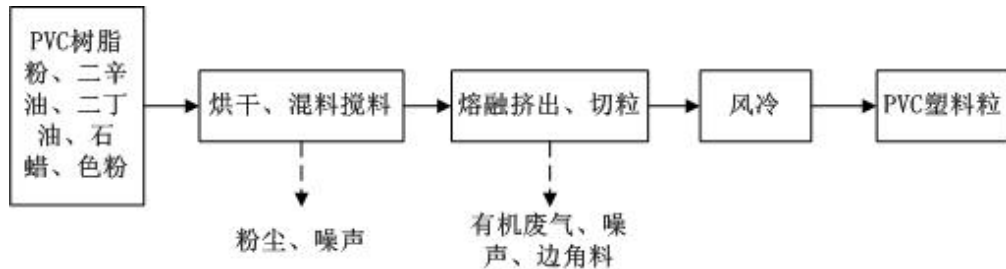 PVC树脂
粉、二辛
油、二丁
油、石
蜡、色粉
烘干、混料搅料
熔融挤出、切粒
风冷
PVC塑料粒
粉尘、噪声
有机废气、噪
声、边角料